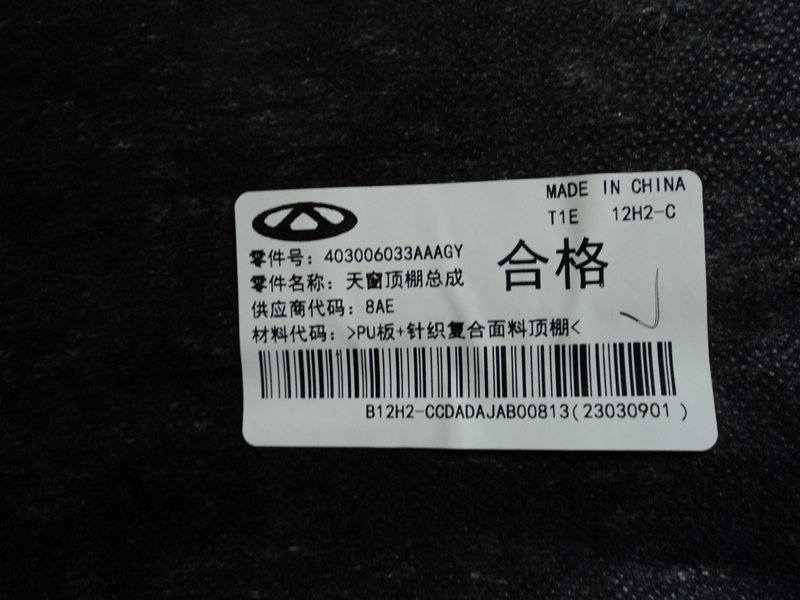 MADE IN CHINA
T1E 12H2-C
零件号：403006033AAAGY
合格
零件名称：天窗顶棚总成
供应商代码：8AE
材料代码：>PU板+针织复合面料顶棚<
B12H2-CCDADAJAB00813(23030901 )